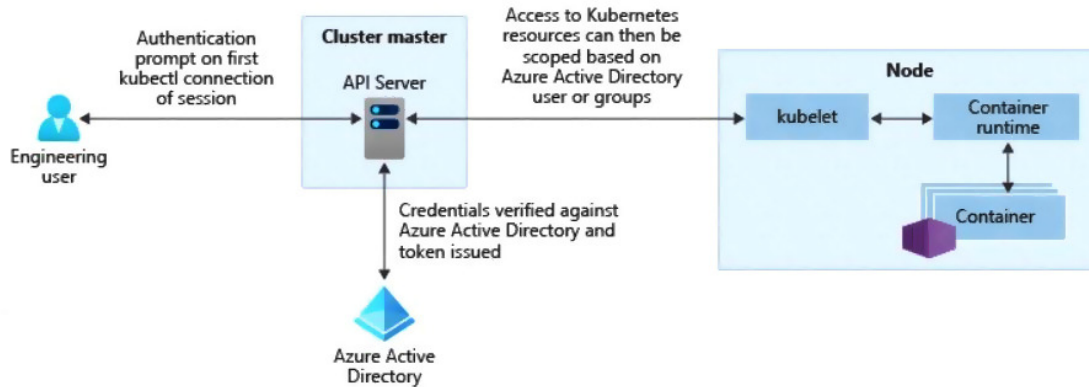 Authentication
prompt on first
kubectl connection
of session
Engineering
user
Cluster master
API Server
Credentials verified against
Azure Active Directory and
token issued
Azure Active
Directory
Access to Kubernetes
resources can then be
scoped based on
Azure Active Directory
user or groups
Node
kubelet
Container
runtime
Container